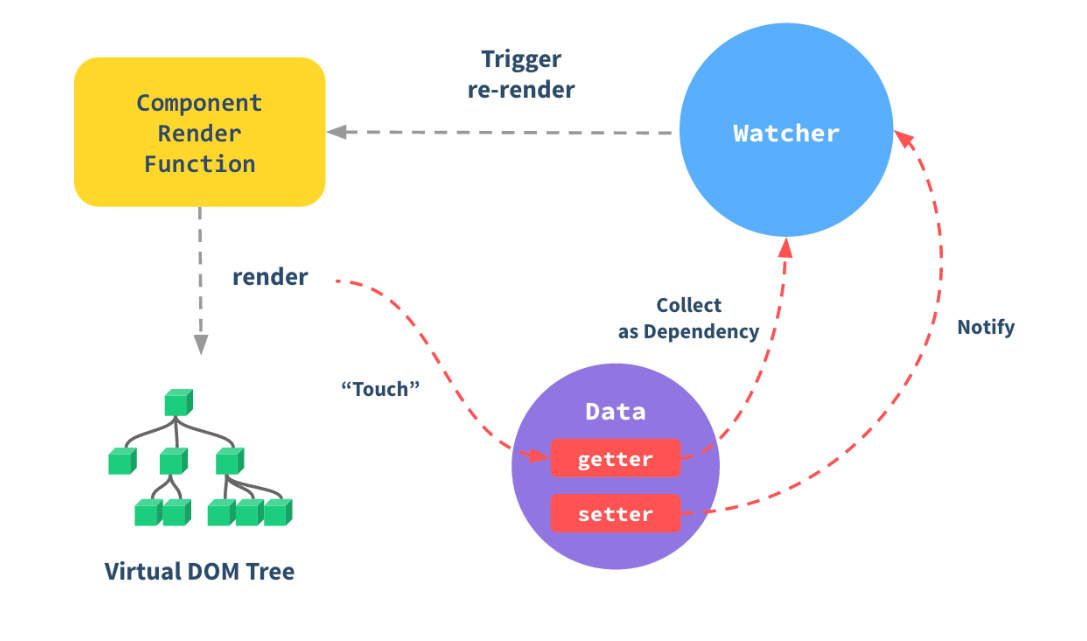 Trigger
re-render
Component
Render
Function
Watcher
render
Collect
as Dependency
Notify
“Touch”
Data
getter
setter
Virtual DOM Tree